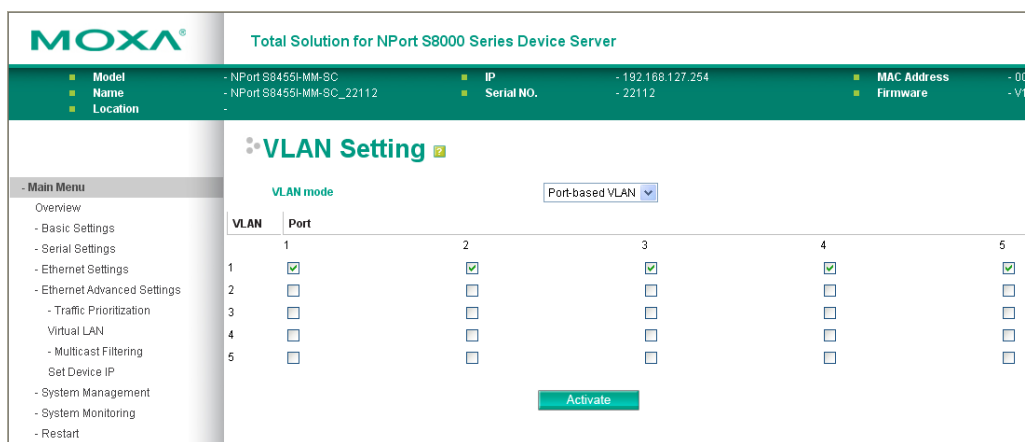 MOXA®
Total Solution for NPort S8000 Series Device Server
Model - NPort S8455I-MM-SC IP - 192.168.127.254 MAC Address - 00
Name - NPort S8455I-MM-SC_22112 Serial NO. - 22112 Firmware - V1
Location -
VLAN Setting ?
VLAN mode Port-based VLAN
VLAN Port
1 2 3 4 5
1
2
3
4
5
Activate
- Main Menu
Overview
- Basic Settings
- Serial Settings
- Ethernet Settings
- Ethernet Advanced Settings
- Traffic Prioritization
Virtual LAN
- Multicast Filtering
Set Device IP
- System Management
- System Monitoring
- Restart